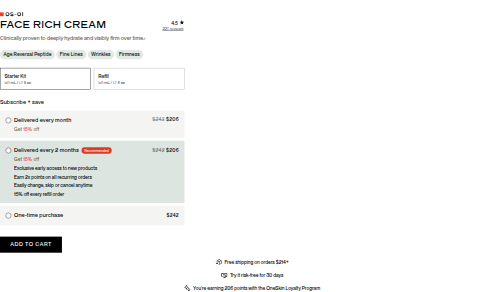 OS-01
FACE RICH CREAM
4.5 ★
Clinically proven to deeply hydrate and visibly firm over time.
Age Reversal Peptide
Fine Lines
Wrinkles
Firmness
Starter Kit
Refill
Subscribe + save
Delivered every month
$242 $206
Get 15% off
Delivered every 2 months
Recommended
$242 $206
Get 15% off
Exclusive early access to new products
Earn 2x points on all recurring orders
Easily change, skip or cancel anytime
15% off every refill order
One-time purchase
$242
ADD TO CART
Free shipping on orders $214+
Try it risk-free for 30 days
You're earning 206 points with the OneSkin Loyalty Program